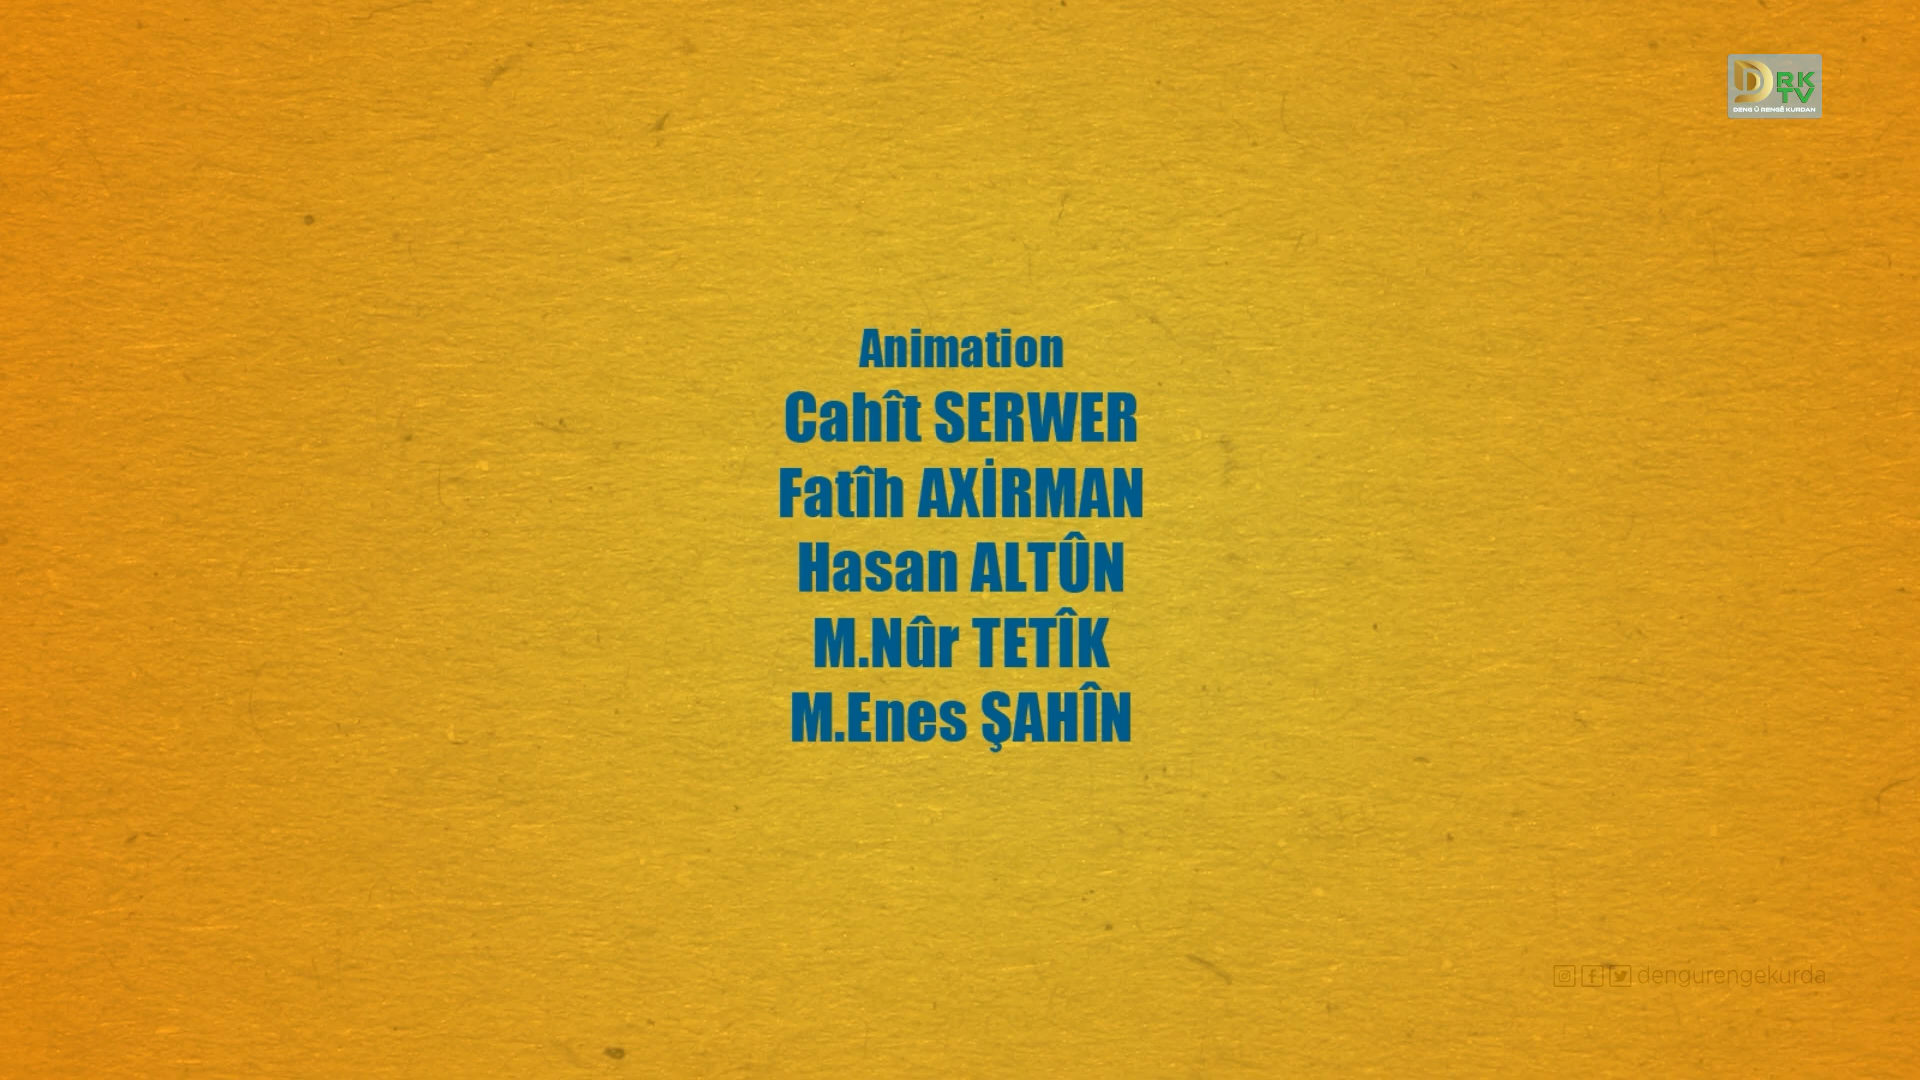 DRK
TV
DENG Û RENGÊ KURDAN
Animation
Cahît SERWER
Fatîh AXİRMAN
Hasan ALTÛN
M.Nûr TETÎK
M.Enes ŞAHÎN
dengurengekurda